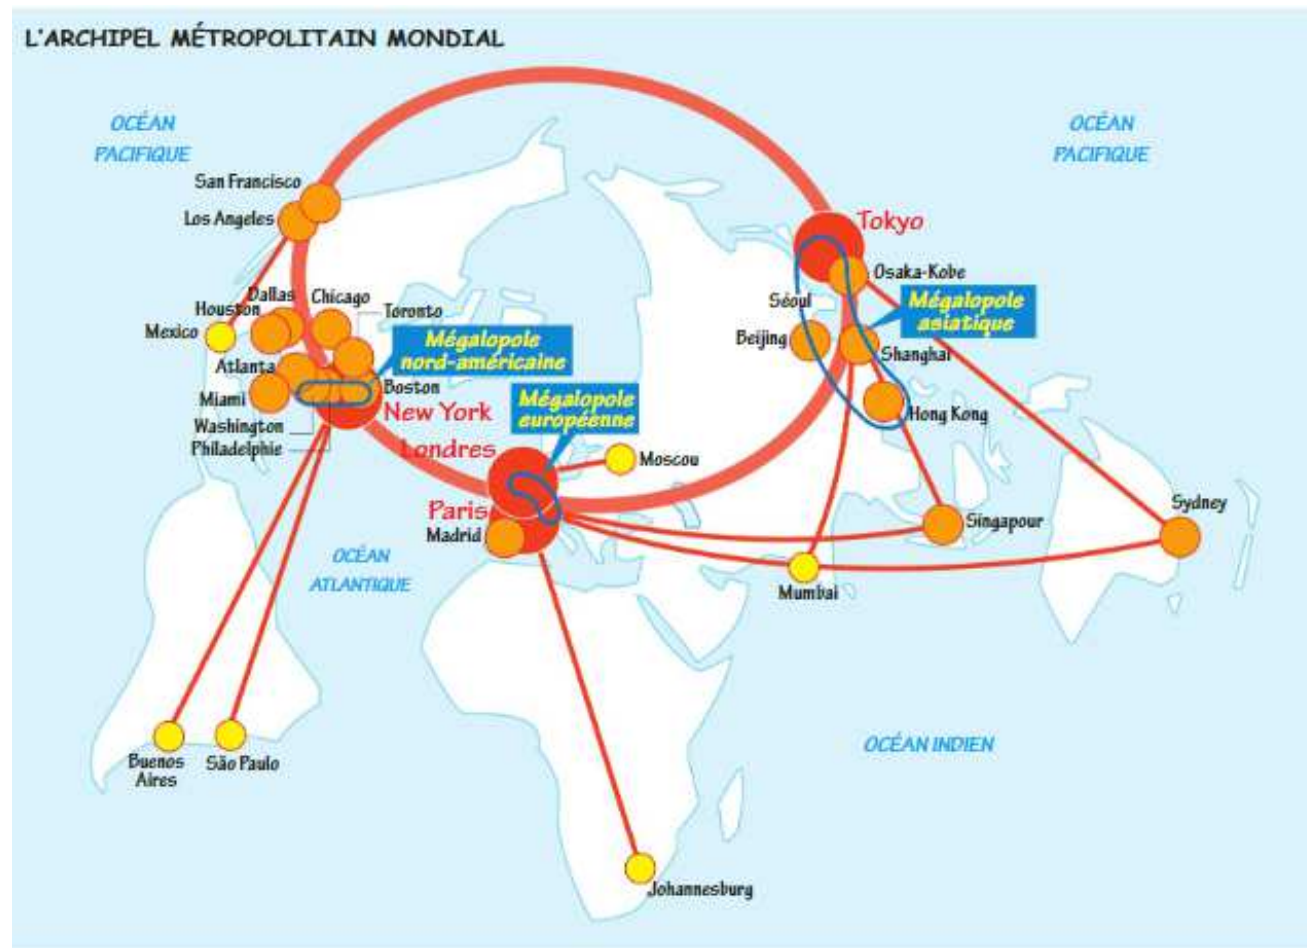 L'ARCHIPEL MÉTROPOLITAIN MONDIAL
OCÉAN
PACIFIQUE
OCÉAN
PACIFIQUE
San Francisco
Los Angeles
Tokyo
Osaka-Kobe
Dallas
Chicago
Houston
Toronto
Mexico
Séoul
Mégalopole
asiatique
Beijing
Shanghai
Mégalopole
nord-américaine
Atlanta
Miami
Boston
Washington
New York
Philadelphie
Mégalopole
européenne
Hong Kong
Londres
Moscou
Paris
Madrid
Singapour
Sydney
OCÉAN
ATLANTIQUE
Mumbai
OCÉAN INDIEN
Buenos
Aires
São Paulo
Johannesburg